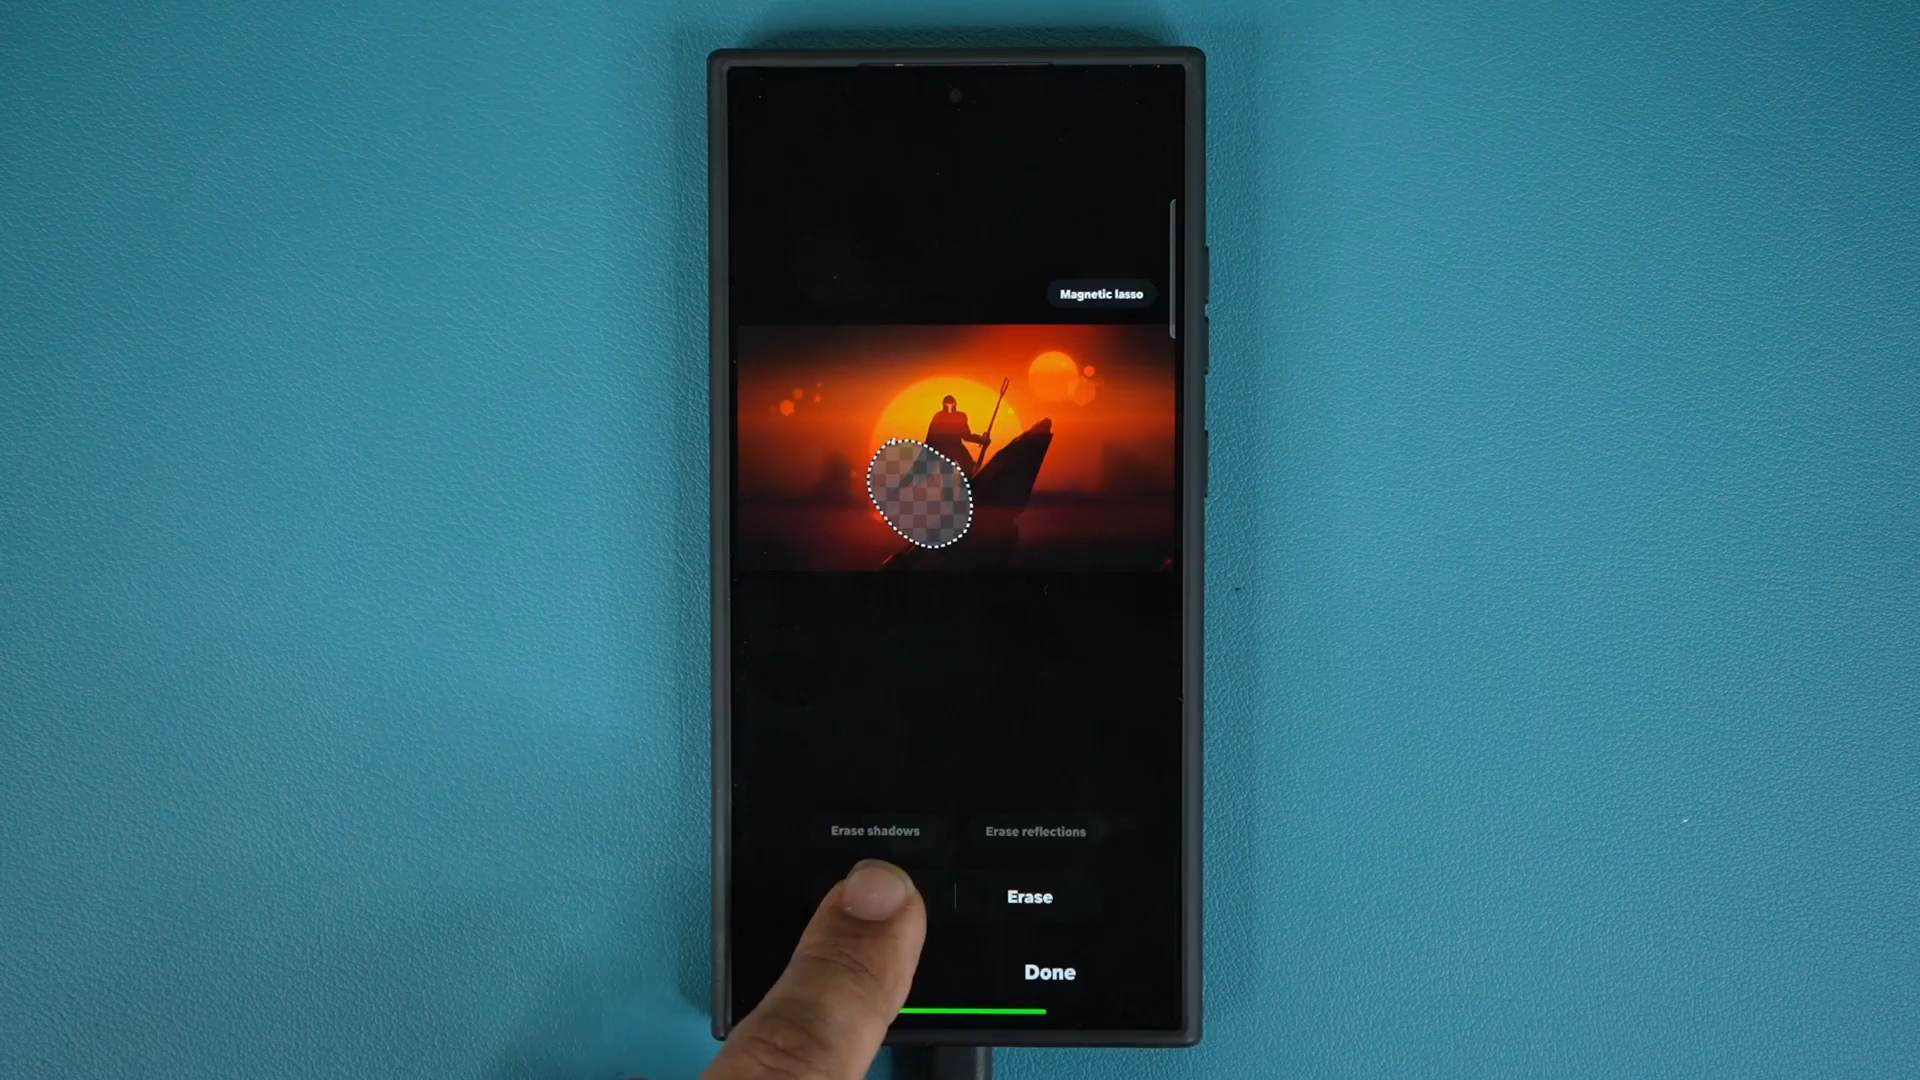 Magnetic lasso
Erase shadows
Erase reflections
Erase
Done